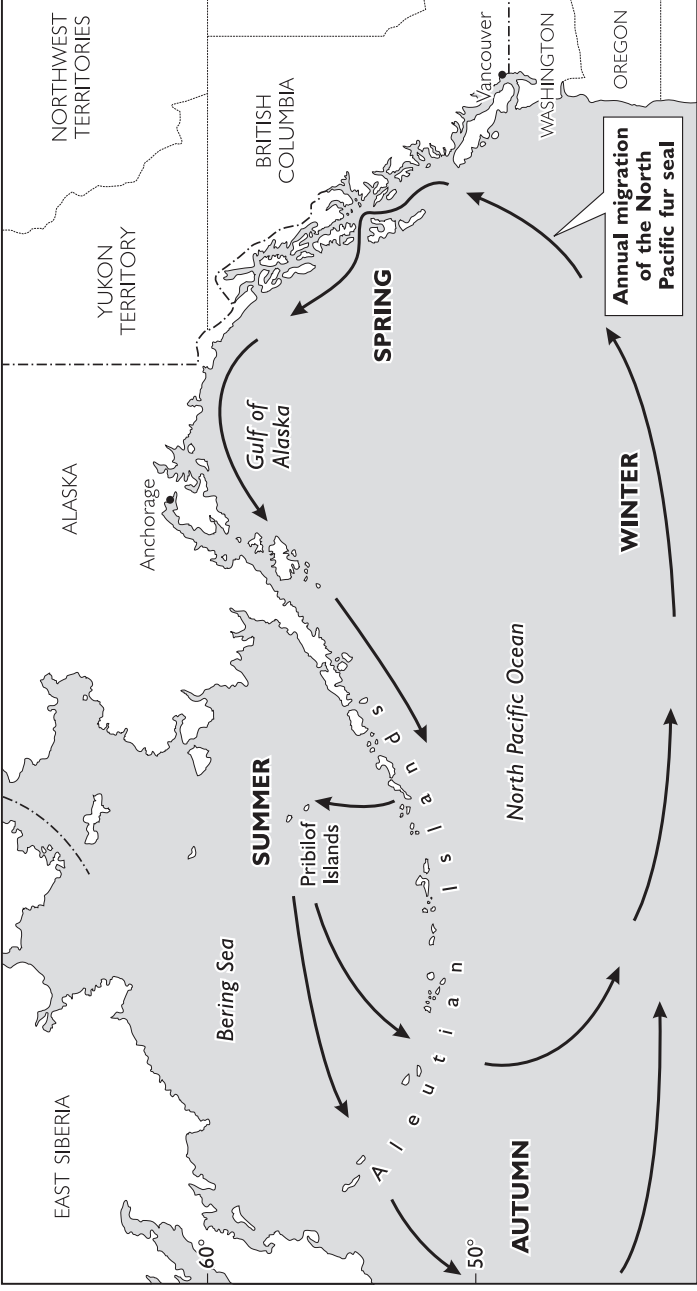 EAST SIBERIA
ALASKA
Anchorage
YUKON
TERRITORY
NORTHWEST
TERRITORIES
BRITISH
COLUMBIA
Vancouver
WASHINGTON
OREGON
60°
Bering Sea
SUMMER
Pribilof
Islands
Gulf of
Alaska
SPRING
Aleutian Islands
50°
AUTUMN
North Pacific Ocean
WINTER
Annual migration
of the North
Pacific fur seal